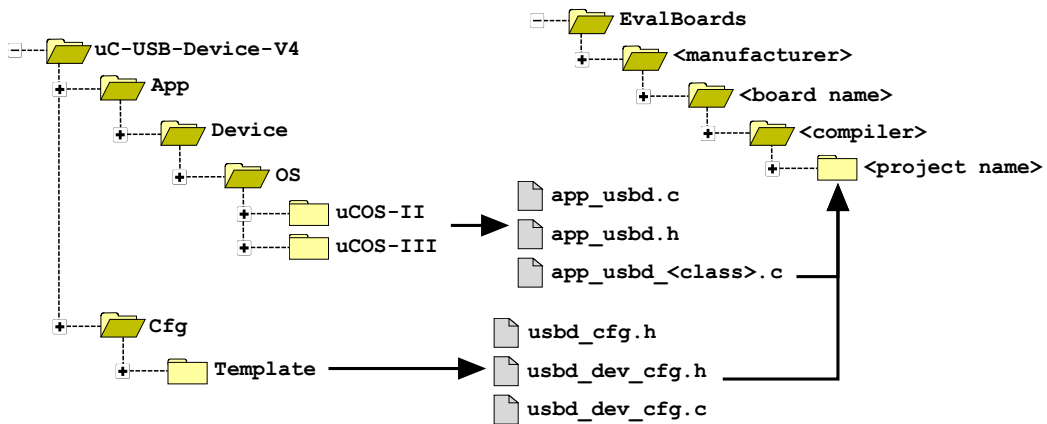 uC-USB-Device-V4
App
Device
OS
uCOS-II
uCOS-III
Cfg
Template
app_usbd.c
app_usbd.h
app_usbd_<class>.c
usbd_cfg.h
usbd_dev_cfg.h
usbd_dev_cfg.c
EvalBoards
<manufacturer>
<board name>
<compiler>
<project name>